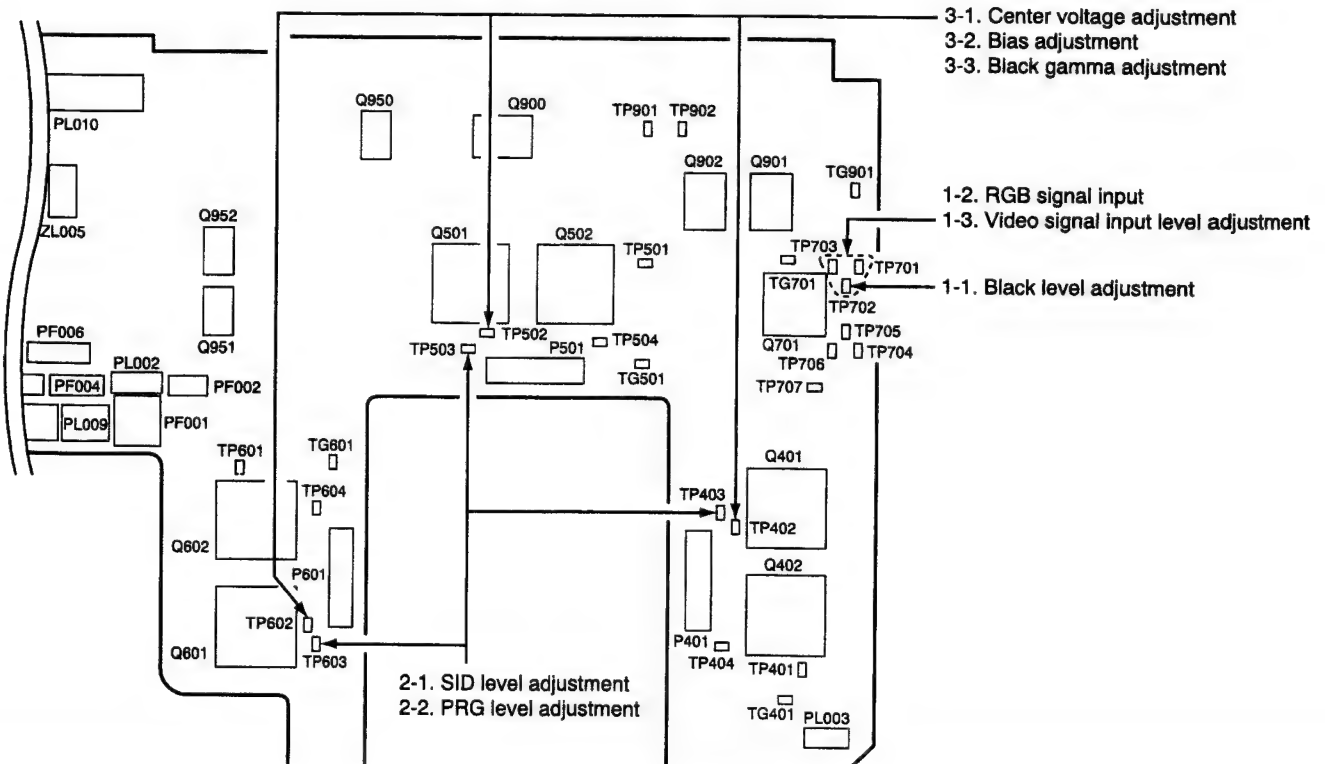 3-1. Center voltage adjustment
3-2. Bias adjustment
3-3. Black gamma adjustment
PL010
Q950
Q900
TP901
TP902
Q902
Q901
TG901
ZL005
Q952
Q501
Q502
TP501
1-2. RGB signal input
1-3. Video signal input level adjustment
TP703
TP701
TG701
1-1. Black level adjustment
TP702
PF006
Q951
TP502
TP503
P501
TP504
TG501
Q701
TP705
TP706
TP704
TP707
PL002
PF004
PF002
PL009
PF001
TP601
TG601
TP604
Q401
TP403
TP402
Q602
P601
Q402
TP602
Q601
TP603
P401
TP404
TP401
2-1. SID level adjustment
2-2. PRG level adjustment
TG401
PL003